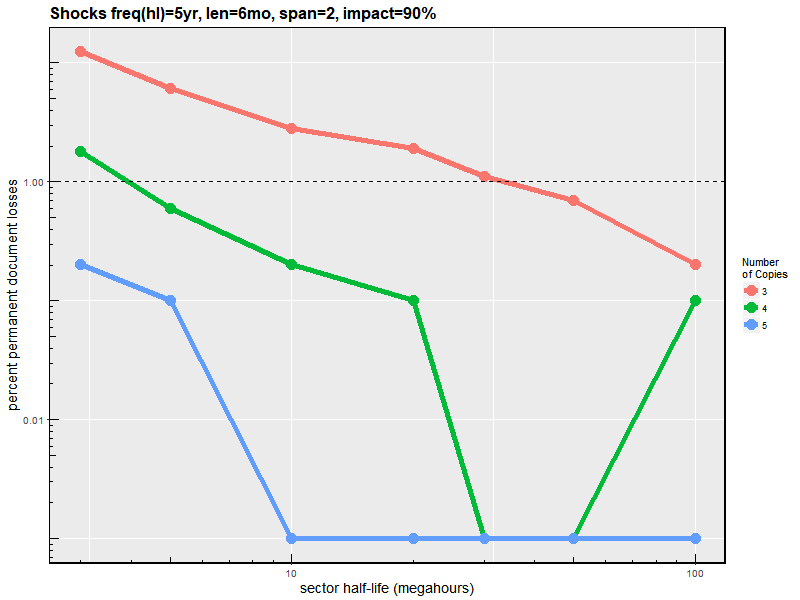 Shocks freq(hl)=5yr, len=6mo, span=2, impact=90%
percent permanent document losses
1.00
0.01
10
100
sector half-life (megahours)
Number
of Copies
3
4
5